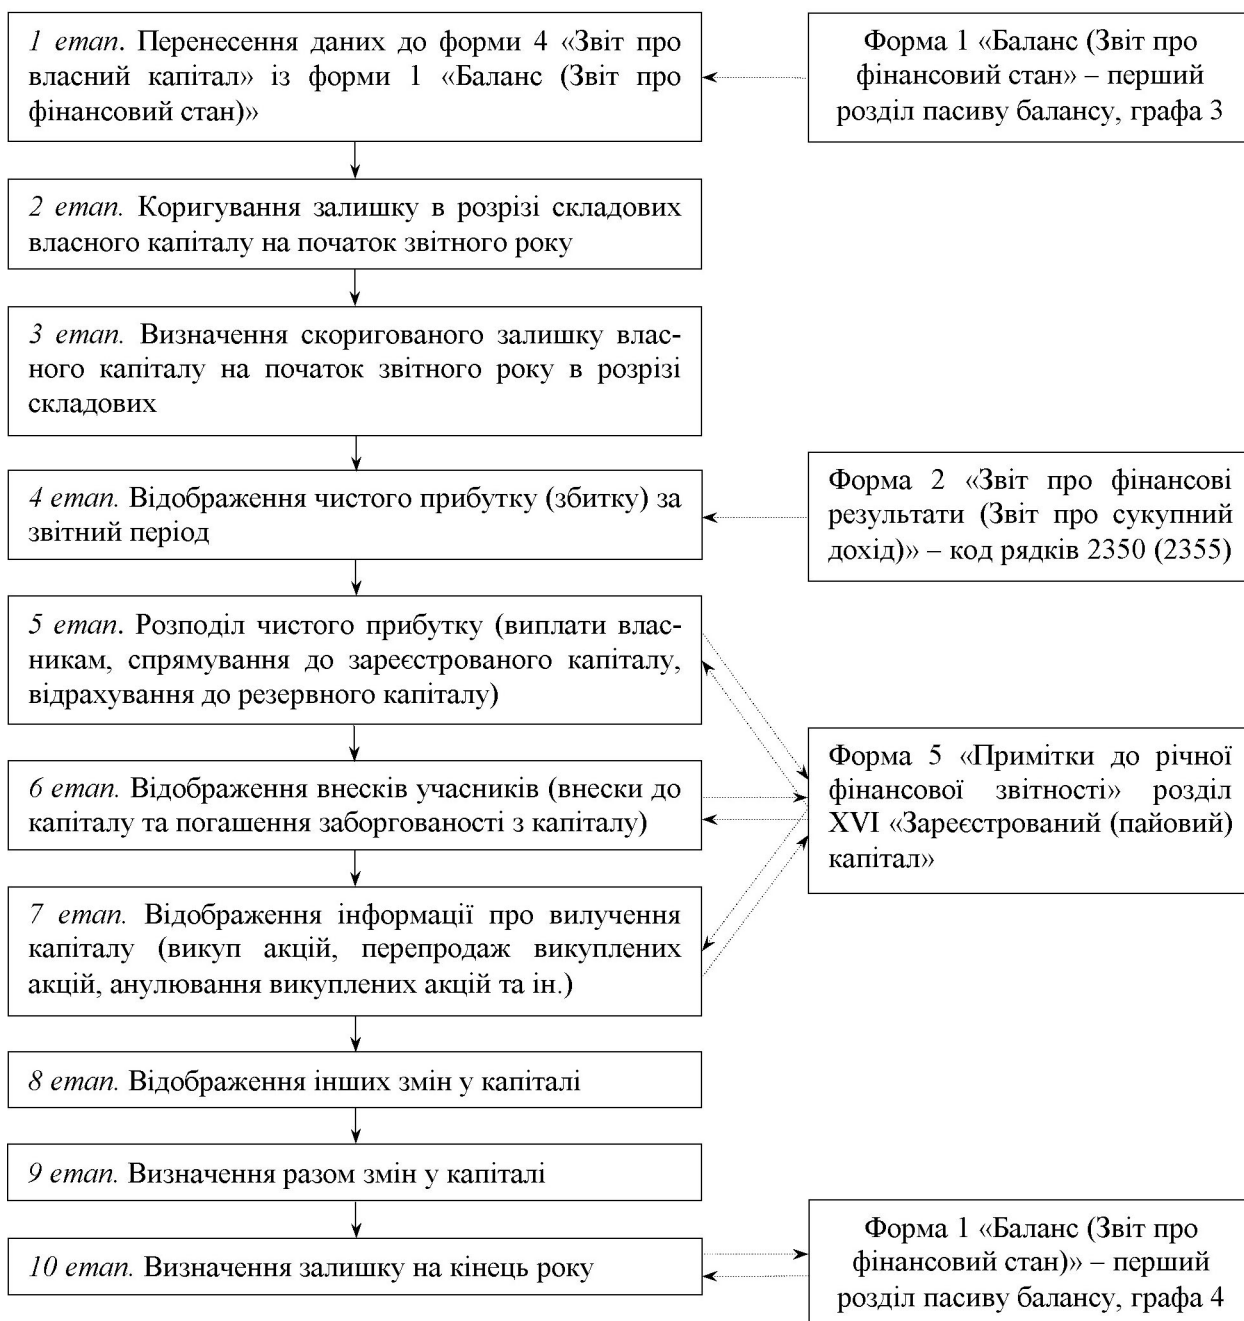 1 етап. Перенесення даних до форми 4 «Звіт про
власний капітал» із форми 1 «Баланс (Звіт про
фінансовий стан)»
Форма 1 «Баланс (Звіт про
фінансовий стан» – перший
розділ пасиву балансу, графа 3
2 етап. Коригування залишку в розрізі складових
власного капіталу на початок звітного року
3 етап. Визначення скоригованого залишку влас-
ного капіталу на початок звітного року в розрізі
складових
4 етап. Відображення чистого прибутку (збитку) за
звітний період
Форма 2 «Звіт про фінансові
результати (Звіт про сукупний
дохід)» – код рядків 2350 (2355)
5 етап. Розподіл чистого прибутку (виплати влас-
никам, спрямування до зареєстрованого капіталу,
відрахування до резервного капіталу)
6 етап. Відображення внесків учасників (внески до
капіталу та погашення заборгованості з капіталу)
Форма 5 «Примітки до річної
фінансової звітності» розділ
XVI «Зареєстрований (пайовий)
капітал»
7 етап. Відображення інформації про вилучення
капіталу (викуп акцій, перепродаж викуплених
акцій, анулювання викуплених акцій та ін.)
8 етап. Відображення інших змін у капіталі
9 етап. Визначення разом змін у капіталі
10 етап. Визначення залишку на кінець року
Форма 1 «Баланс (Звіт про
фінансовий стан)» – перший
розділ пасиву балансу, графа 4